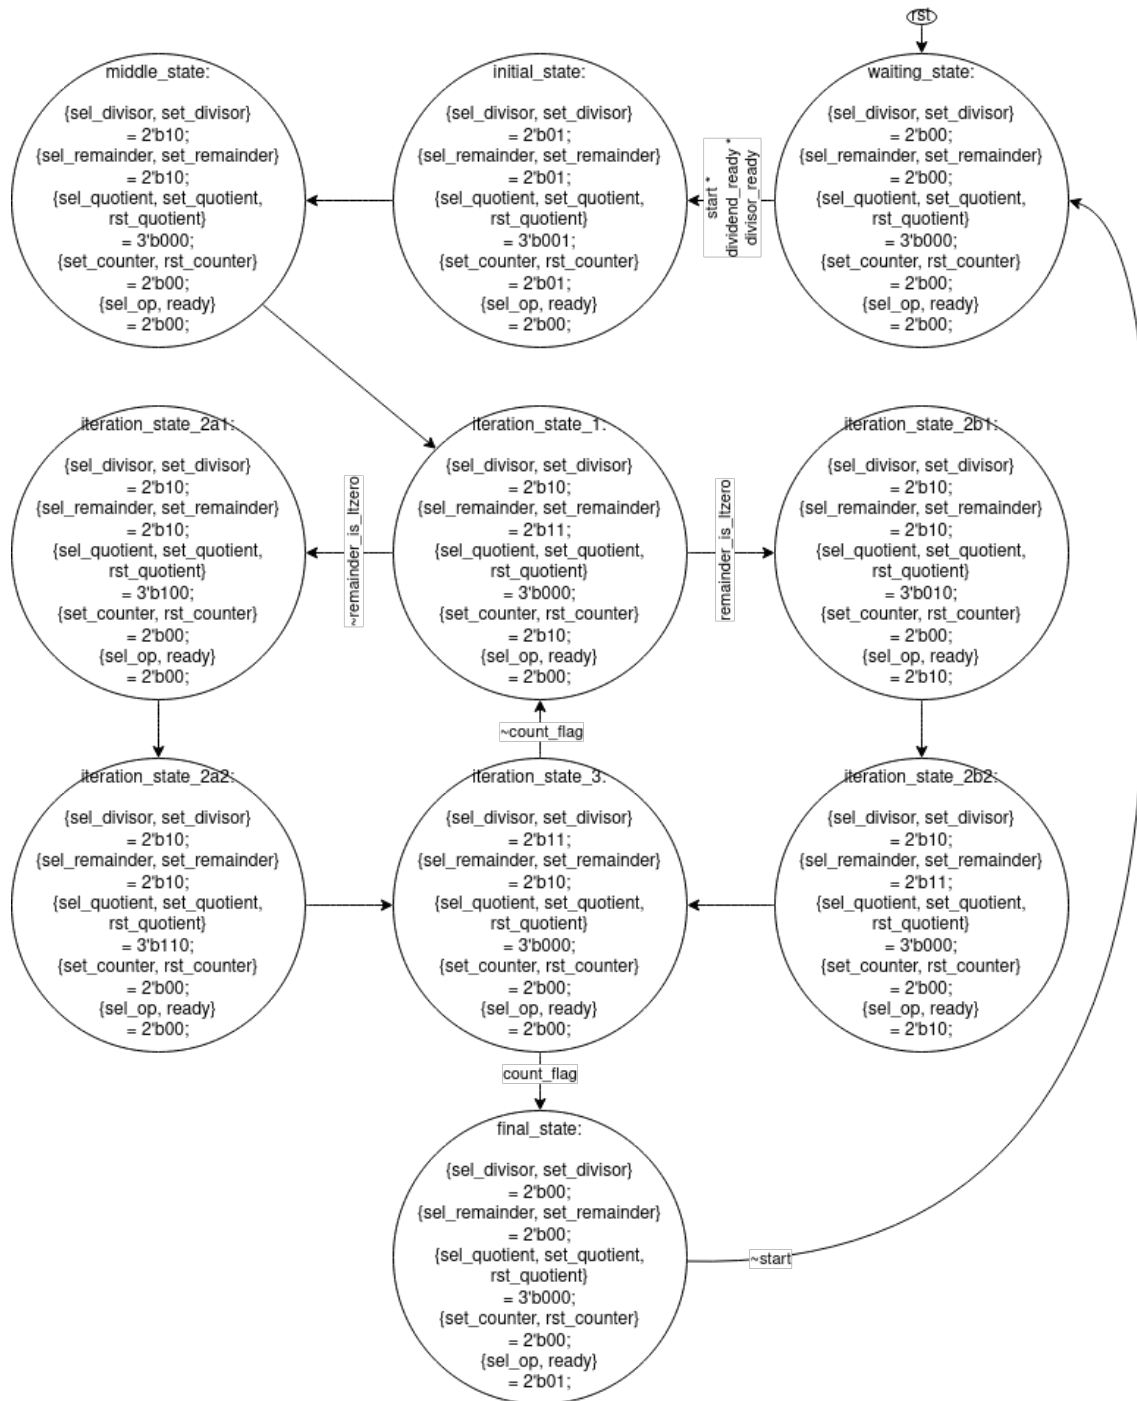 rst
middle_state:
{sel_divisor, set_divisor}
= 2'b10;
{sel_remainder, set_remainder}
= 2'b10;
{sel_quotient, set_quotient,
rst_quotient}
= 3'b000;
{set_counter, rst_counter}
= 2'b00;
{sel_op, ready}
= 2'b00;
initial_state:
{sel_divisor, set_divisor}
= 2'b01;
{sel_remainder, set_remainder}
= 2'b01;
{sel_quotient, set_quotient,
rst_quotient}
= 3'b001;
{set_counter, rst_counter}
= 2'b01;
{sel_op, ready}
= 2'b00;
start *
dividend_ready *
divisor_ready
waiting_state:
{sel_divisor, set_divisor}
= 2'b00;
{sel_remainder, set_remainder}
= 2'b00;
{sel_quotient, set_quotient,
rst_quotient}
= 3'b000;
{set_counter, rst_counter}
= 2'b00;
{sel_op, ready}
= 2'b00;
iteration_state_2a1:
{sel_divisor, set_divisor}
= 2'b10;
{sel_remainder, set_remainder}
= 2'b10;
{sel_quotient, set_quotient,
rst_quotient}
= 3'b100;
{set_counter, rst_counter}
= 2'b00;
{sel_op, ready}
= 2'b00;
~remainder_is_ltzero
iteration_state_1:
{sel_divisor, set_divisor}
= 2'b10;
{sel_remainder, set_remainder}
= 2'b11;
{sel_quotient, set_quotient,
rst_quotient}
= 3'b000;
{set_counter, rst_counter}
= 2'b10;
{sel_op, ready}
= 2'b00;
remainder_is_ltzero
iteration_state_2b1:
{sel_divisor, set_divisor}
= 2'b10;
{sel_remainder, set_remainder}
= 2'b10;
{sel_quotient, set_quotient,
rst_quotient}
= 3'b010;
{set_counter, rst_counter}
= 2'b00;
{sel_op, ready}
= 2'b10;
~count_flag
iteration_state_2a2:
{sel_divisor, set_divisor}
= 2'b10;
{sel_remainder, set_remainder}
= 2'b10;
{sel_quotient, set_quotient,
rst_quotient}
= 3'b110;
{set_counter, rst_counter}
= 2'b00;
{sel_op, ready}
= 2'b00;
iteration_state_3:
{sel_divisor, set_divisor}
= 2'b11;
{sel_remainder, set_remainder}
= 2'b10;
{sel_quotient, set_quotient,
rst_quotient}
= 3'b000;
{set_counter, rst_counter}
= 2'b00;
{sel_op, ready}
= 2'b00;
iteration_state_2b2:
{sel_divisor, set_divisor}
= 2'b10;
{sel_remainder, set_remainder}
= 2'b11;
{sel_quotient, set_quotient,
rst_quotient}
= 3'b000;
{set_counter, rst_counter}
= 2'b00;
{sel_op, ready}
= 2'b10;
count_flag
final_state:
{sel_divisor, set_divisor}
= 2'b00;
{sel_remainder, set_remainder}
= 2'b00;
{sel_quotient, set_quotient,
rst_quotient}
= 3'b000;
{set_counter, rst_counter}
= 2'b00;
{sel_op, ready}
= 2'b01;
~start